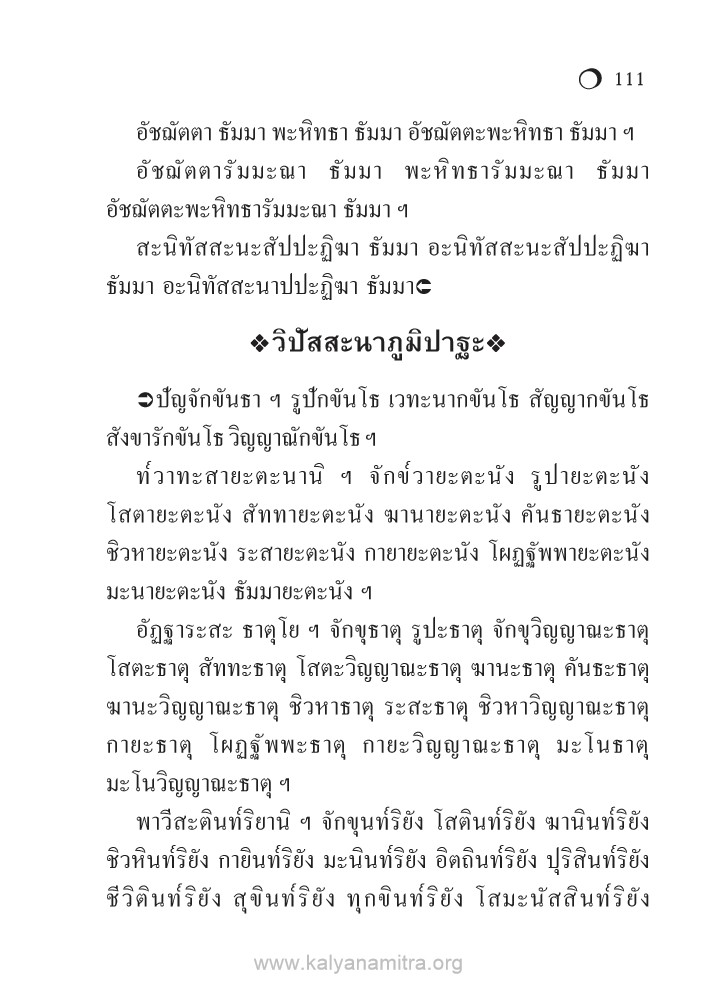 111
อัชฌัตตา ธัมมา พะหิทธา ธัมมา อัชฌัตตะพะหิทธา ธัมมา ฯ
อัชฌัตตารัมมะณา ธัมมา พะหิทธารัมมะณา ธัมมา
อัชฌัตตะพะหิทธารัมมะณา ธัมมา ฯ
สะนิทัสสะนะสัปปะฏิฆา ธัมมา อะนิทัสสะนะสัปปะฏิฆา
ธัมมา อะนิทัสสะนาปปะฏิฆา ธัมมา
❖วิปัสสะนาภูมิปาฐะ❖
ปัญจักขันธา ฯ รูปักขันโธ เวทะนากขันโธ สัญญากขันโธ
สังขารักขันโธ วิญญาณักขันโธ ฯ
ท๎วาทะสายะตะนานิ ฯ จักข๎วายะตะนัง รูปายะตะนัง
โสตายะตะนัง สัททายะตะนัง ฆานายะตะนัง คันธายะตะนัง
ชิวหายะตะนัง ระสายะตะนัง กายายะตะนัง โผฏฐัพพายะตะนัง
มะนายะตะนัง ธัมมายะตะนัง ฯ
อัฏฐาระสะ ธาตุโย ฯ จักขุธาตุ รูปะธาตุ จักขุวิญญาณะธาตุ
โสตะธาตุ สัททะธาตุ โสตะวิญญาณะธาตุ ฆานะธาตุ คันธะธาตุ
ฆานะวิญญาณะธาตุ ชิวหาธาตุ ระสะธาตุ ชิวหาวิญญาณะธาตุ
กายะธาตุ โผฏฐัพพะธาตุ กายะวิญญาณะธาตุ มะโนธาตุ
มะโนวิญญาณะธาตุ ฯ
พาวีสะตินท๎ริยานิ ฯ จักขุนท๎ริยัง โสตินท๎ริยัง ฆานินท๎ริยัง
ชิวหินท๎ริยัง กายินท๎ริยัง มะนินท๎ริยัง อิตถินท๎ริยัง ปุริสินท๎ริยัง
ชีวิตินท๎ริยัง สุขินท๎ริยัง ทุกขินท๎ริยัง โสมะนัสสินท๎ริยัง
www.kalyanamitra.org